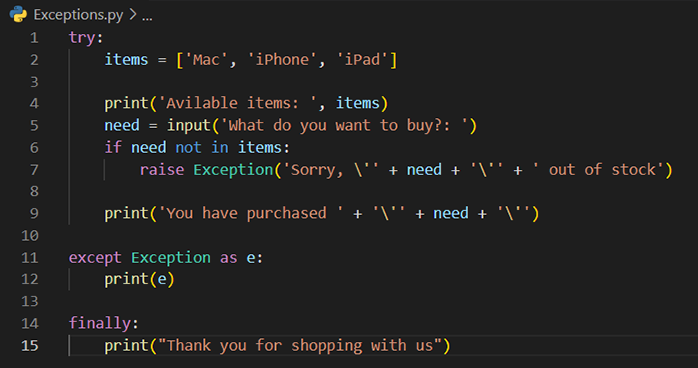 Exceptions.py > ...
1 try:
2     items = ['Mac', 'iPhone', 'iPad']
3
4     print('Avilable items: ', items)
5     need = input('What do you want to buy?: ')
6     if need not in items:
7         raise Exception('Sorry, \'' + need + '\'' + ' out of stock')
8
9     print('You have purchased ' + '\'' + need + '\'')
10
11 except Exception as e:
12     print(e)
13
14 finally:
15     print("Thank you for shopping with us")